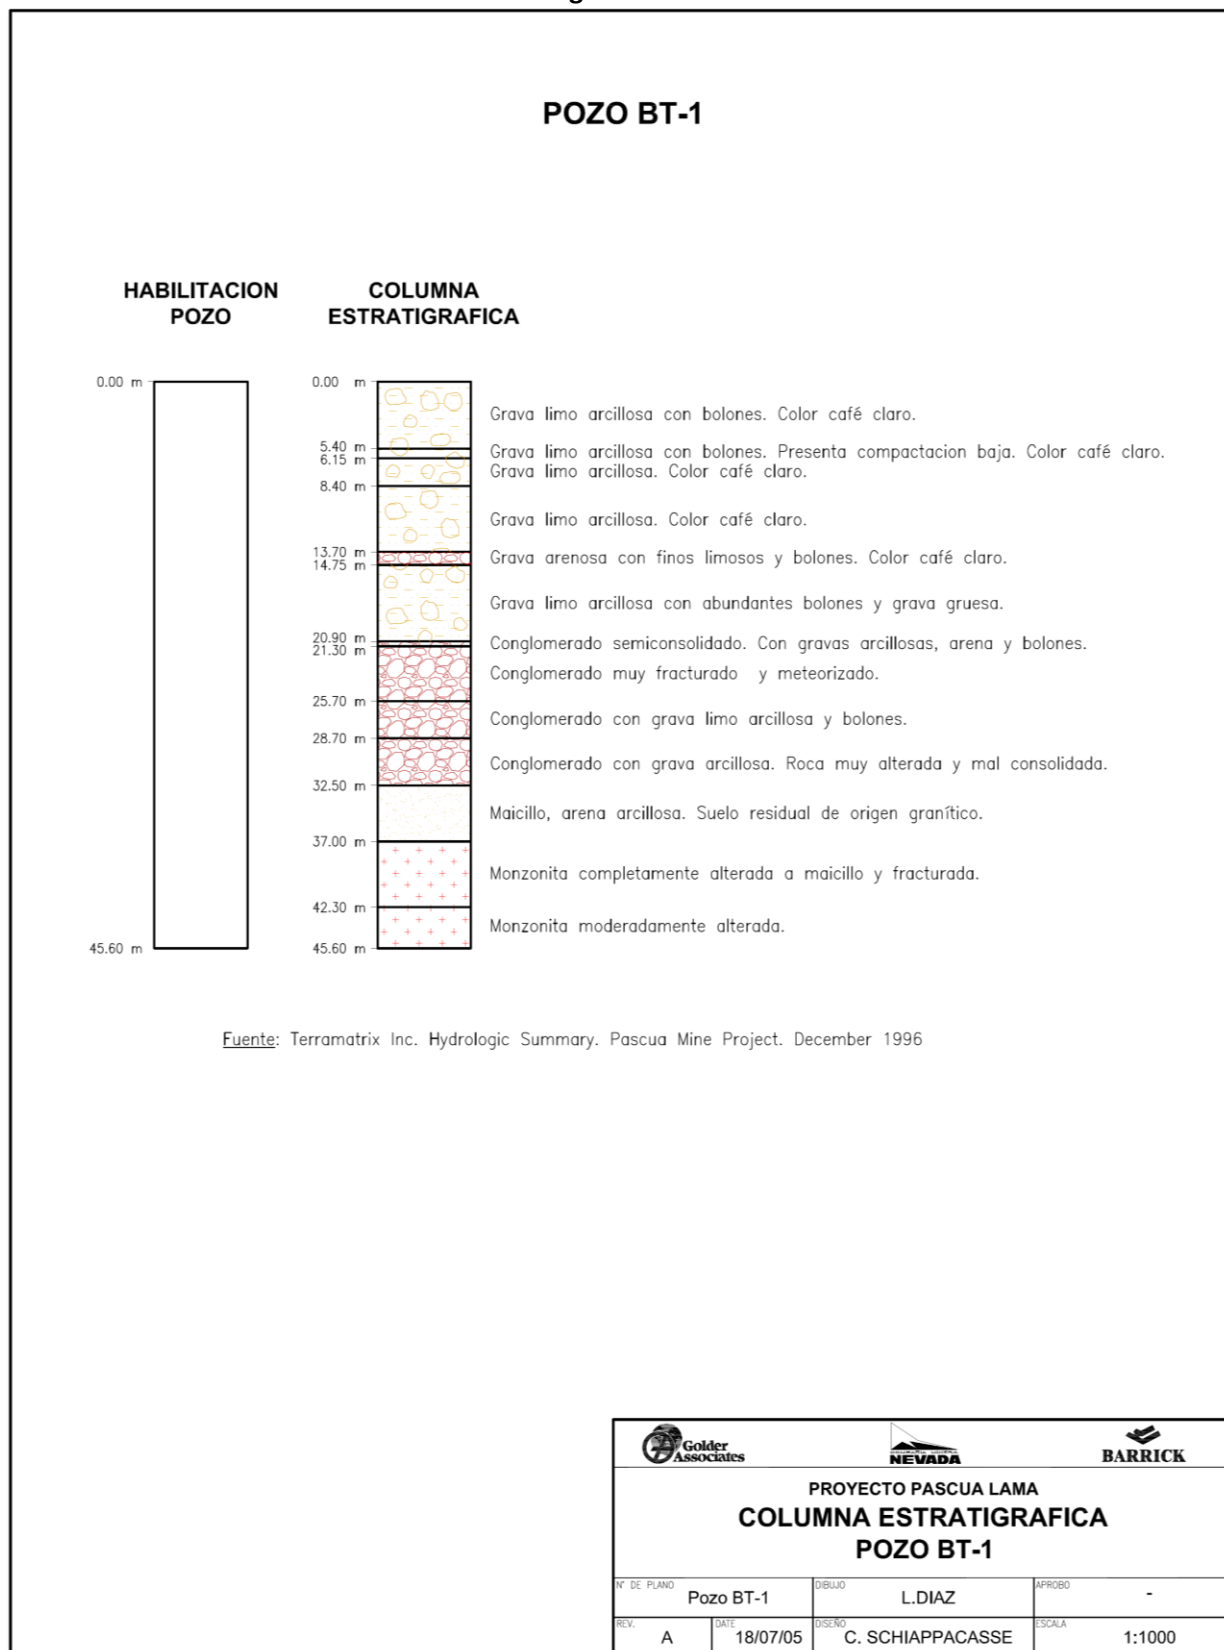 POZO BT-1
HABILITACION
POZO
COLUMNA
ESTRATIGRAFICA
0.00 m
45.60 m
0.00 m
Grava limo arcillosa con bolones. Color café claro.
5.40 m
Grava limo arcillosa con bolones. Presenta compactacion baja. Color café claro.
6.15 m
Grava limo arcillosa. Color café claro.
8.40 m
Grava limo arcillosa. Color café claro.
13.70 m
Grava arenosa con finos limosos y bolones. Color café claro.
14.75 m
Grava limo arcillosa con abundantes bolones y grava gruesa.
20.90 m
Conglomerado semiconsolidado. Con gravas arcillosas, arena y bolones.
21.30 m
Conglomerado muy fracturado y meteorizado.
25.70 m
Conglomerado con grava limo arcillosa y bolones.
28.70 m
Conglomerado con grava arcillosa. Roca muy alterada y mal consolidada.
32.50 m
Maicillo, arena arcillosa. Suelo residual de origen granítico.
37.00 m
Monzonita completamente alterada a maicillo y fracturada.
42.30 m
Monzonita moderadamente alterada.
45.60 m
Fuente: Terramatrix Inc. Hydrologic Summary. Pascua Mine Project. December 1996
Golder
Associates
NEVADA
BARRICK
PROYECTO PASCUA LAMA
COLUMNA ESTRATIGRAFICA
POZO BT-1
N° DE PLANO
Pozo BT-1
DIBUJO
L.DIAZ
APROBO
-
REV.
A
DATE
18/07/05
DISEÑO
C. SCHIAPPACASSE
ESCALA
1:1000